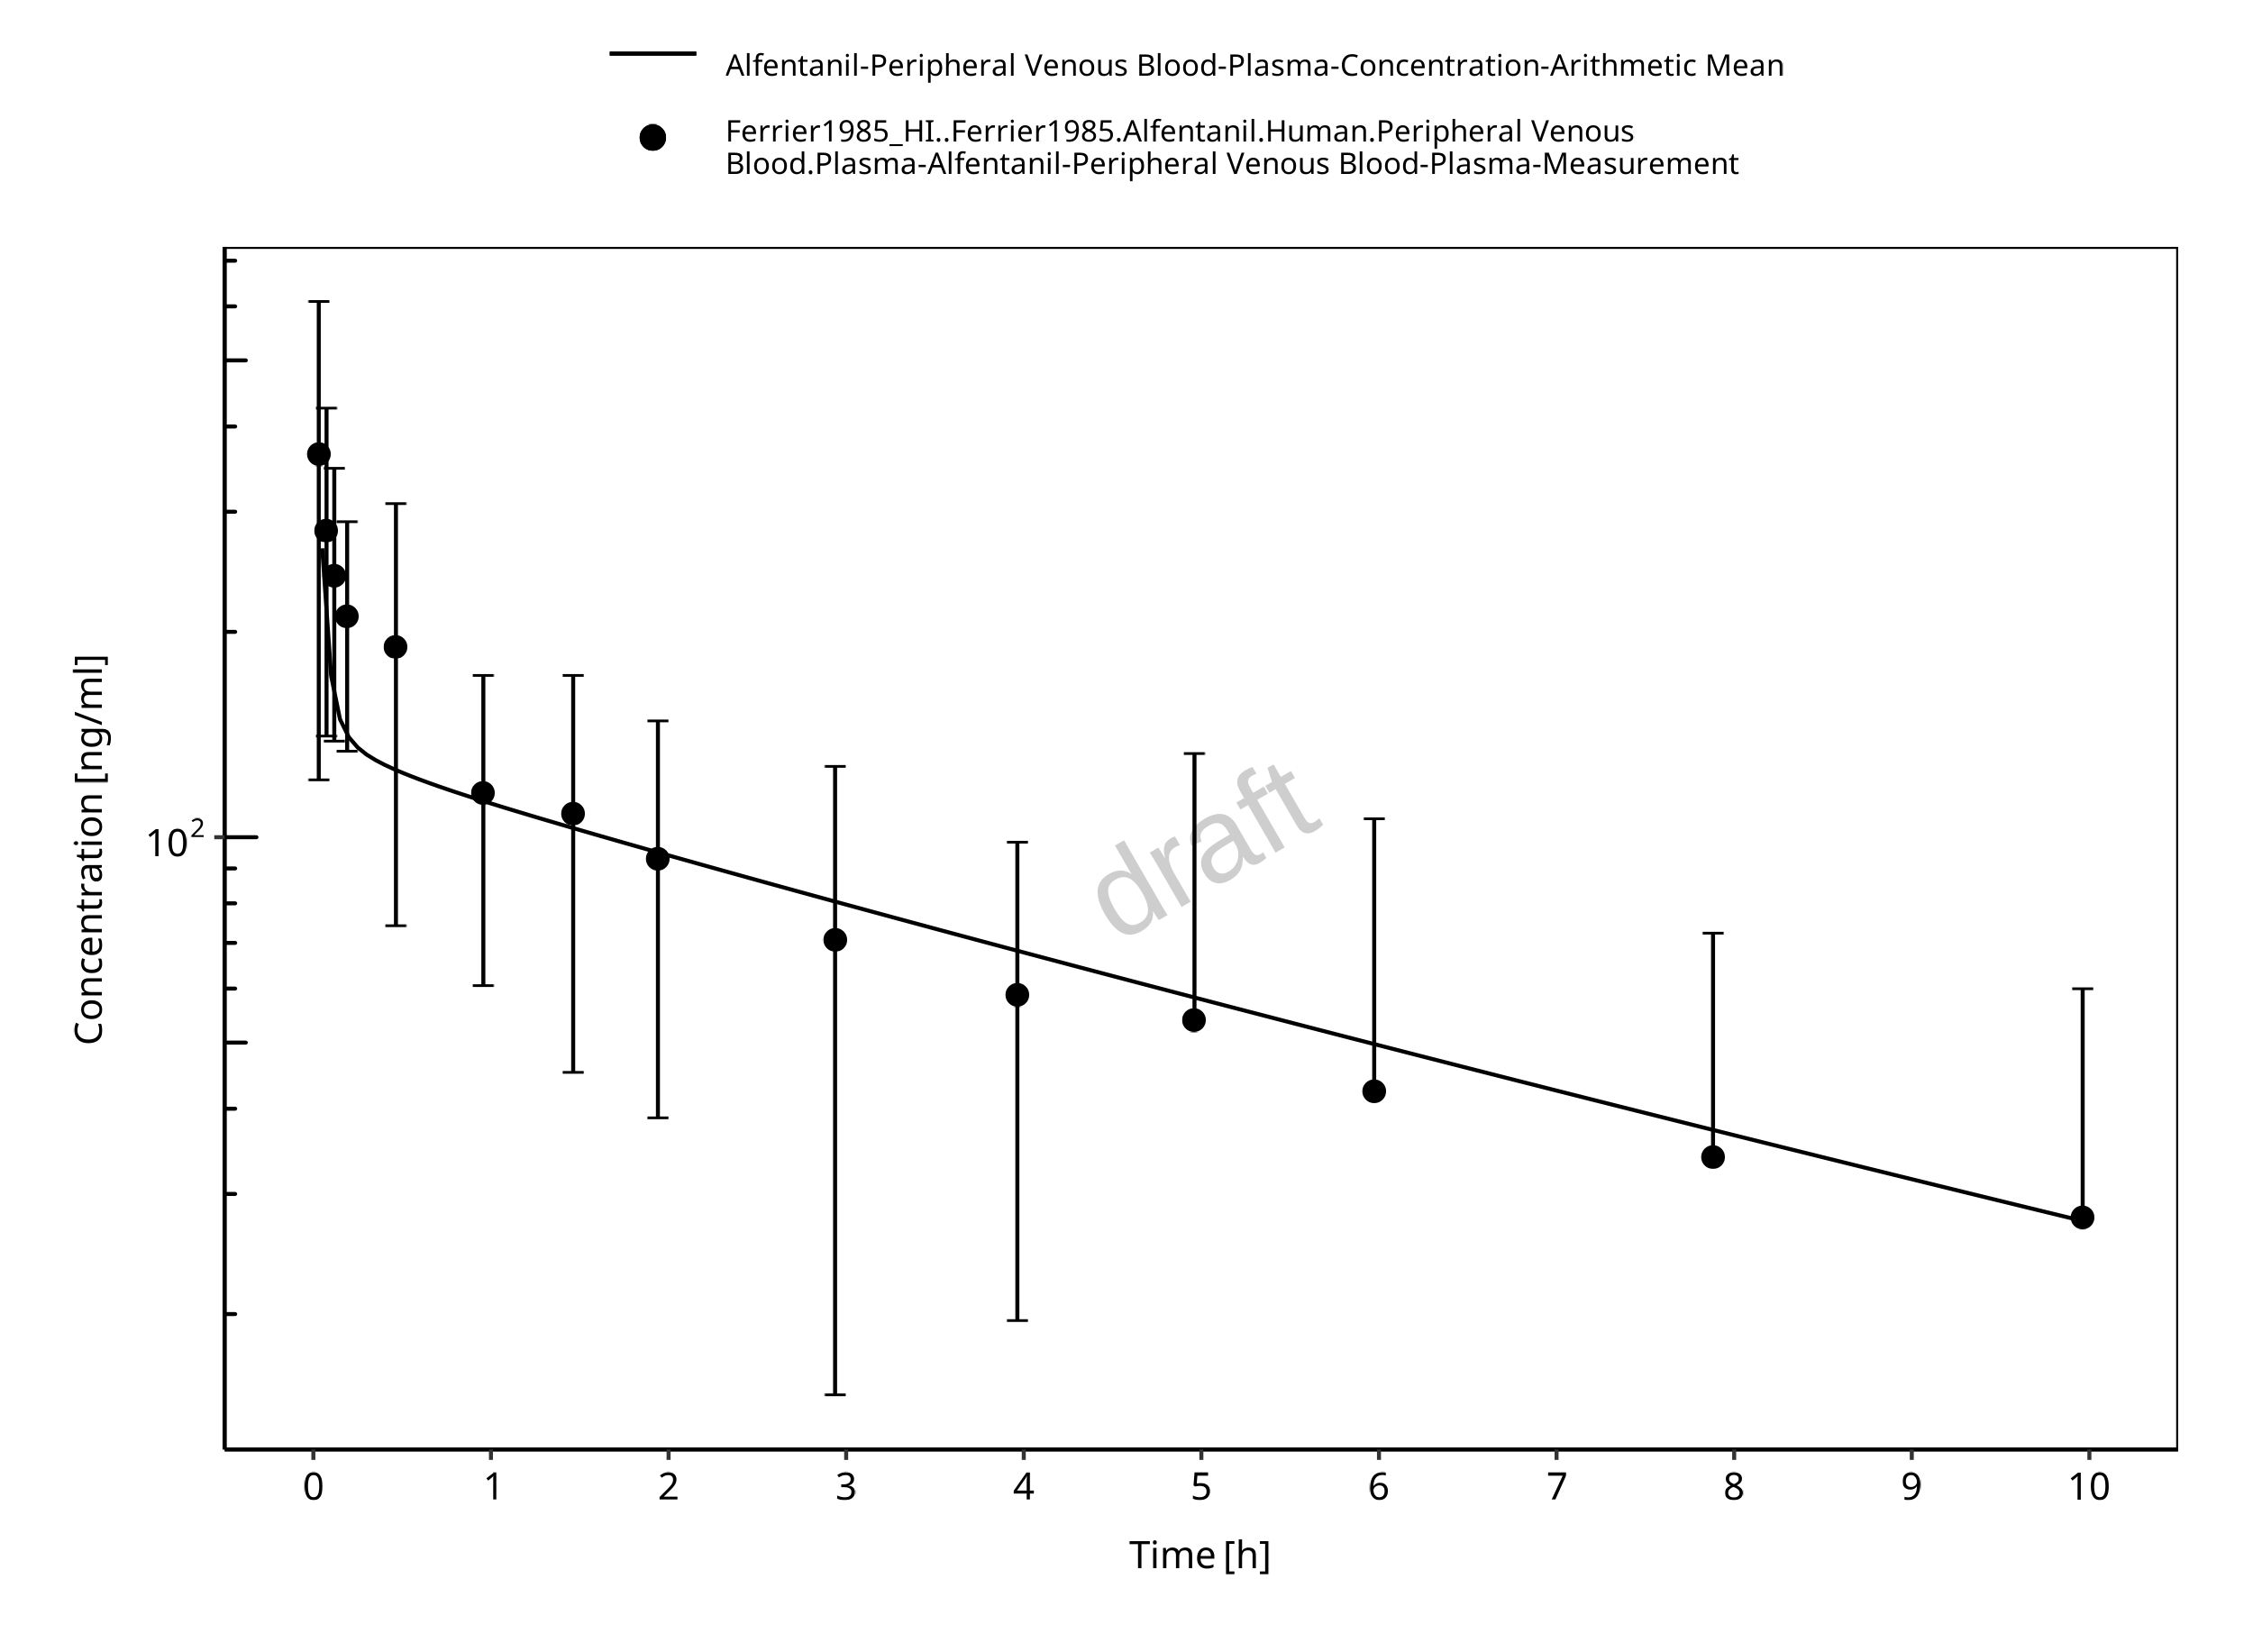 Alfentanil-Peripheral Venous Blood-Plasma-Concentration-Arithmetic Mean
Ferrier1985_HI..Ferrier1985.Alfentanil.Human.Peripheral Venous
Blood.Plasma-Alfentanil-Peripheral Venous Blood-Plasma-Measurement
Concentration [ng/ml]
10²
draft
0 1 2 3 4 5 6 7 8 9 10
Time [h]